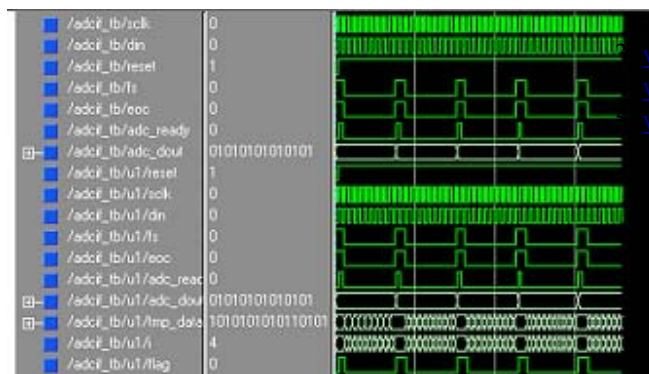 /adcif_tb/sclk 0
/adcif_tb/din 0
/adcif_tb/reset 1
/adcif_tb/fs 0
/adcif_tb/eoc 0
/adcif_tb/adc_ready 0
/adcif_tb/adc_dout 01010101010101
/adcif_tb/u1/reset 1
/adcif_tb/u1/sclk 0
/adcif_tb/u1/din 0
/adcif_tb/u1/fs 0
/adcif_tb/u1/eoc 0
/adcif_tb/u1/adc_reac 0
/adcif_tb/u1/adc_dou 01010101010101
/adcif_tb/u1/tmp_data 1010101010110101
/adcif_tb/u1/i 4
/adcif_tb/u1/flag 0